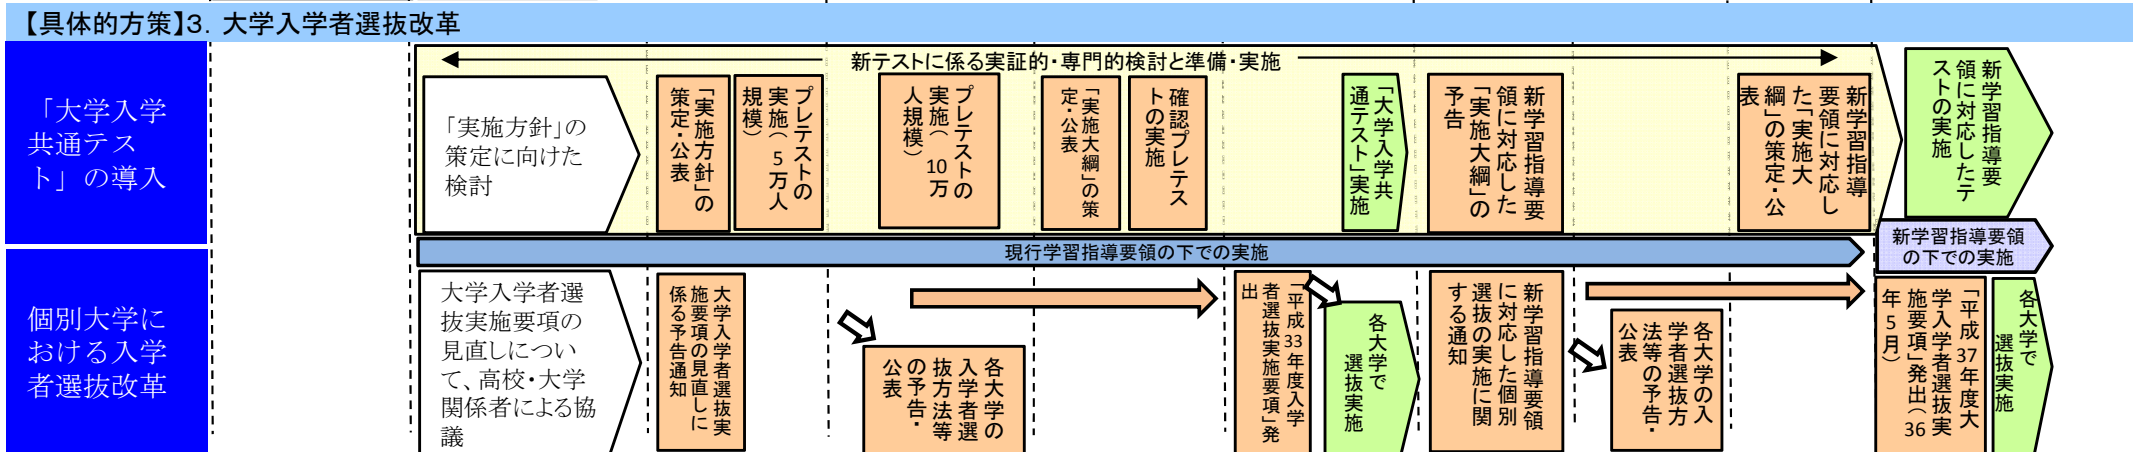 【具体的方策】3．大学入学者選抜改革
「大学入学
共通テス
ト」の導入
新テストに係る実証的・専門的検討と準備・実施
「実施方針」の
策定に向けた
検討
「実施方針」の
策定・公表
プレテストの
実施（5万人
規模）
プレテストの
実施（10万
人規模）
「実施大綱」の策
定・公表
確認プレテス
トの実施
「大学入学共
通テスト」実施
新学習指導要
領に対応した
「実施大綱」の
予告
新学習指導
要領に対応し
た「実施大
綱」の策定・公
表
新学習指導要
領に対応したテ
ストの実施
現行学習指導要領の下での実施
新学習指導要領
の下での実施
個別大学に
おける入学
者選抜改革
大学入学者選
抜実施要項の
見直しについ
て、高校・大学
関係者による協
議
大学入学者選抜実
施要項の見直しに
係る予告通知
各大学の
入学者選
抜方法等
の予告・
公表
「平成33年度入学
者選抜実施要項」発
出
各大学で
選抜実施
新学習指導要領
に対応した個別
選抜の実施に関
する通知
各大学の入
学者選抜方
法等の予告・
公表
「平成37年度大
学入学者選抜実
施要項」発出（36
年5月）
各大学で
選抜実施